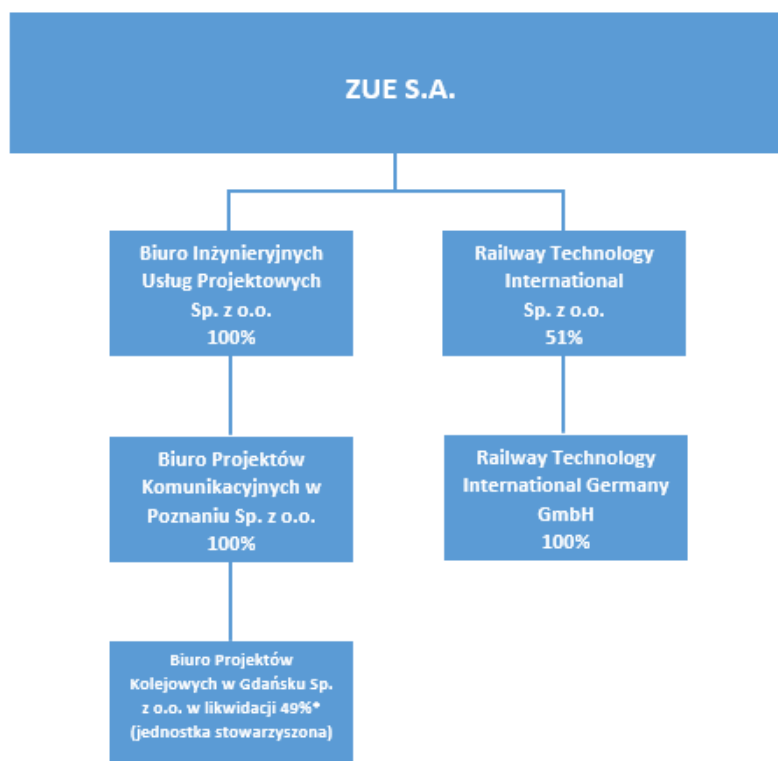 ZUE S.A.
Biuro Inżynieryjnych
Usług Projektowych
Sp. z o.o.
100%
Railway Technology
International
Sp. z o.o.
51%
Biuro Projektów
Komunikacyjnych w
Poznaniu Sp. z o.o.
100%
Railway Technology
International Germany
GmbH
100%
Biuro Projektów
Kolejowych w Gdańsku Sp.
z o.o. w likwidacji 49%*
(jednostka stowarzyszona)